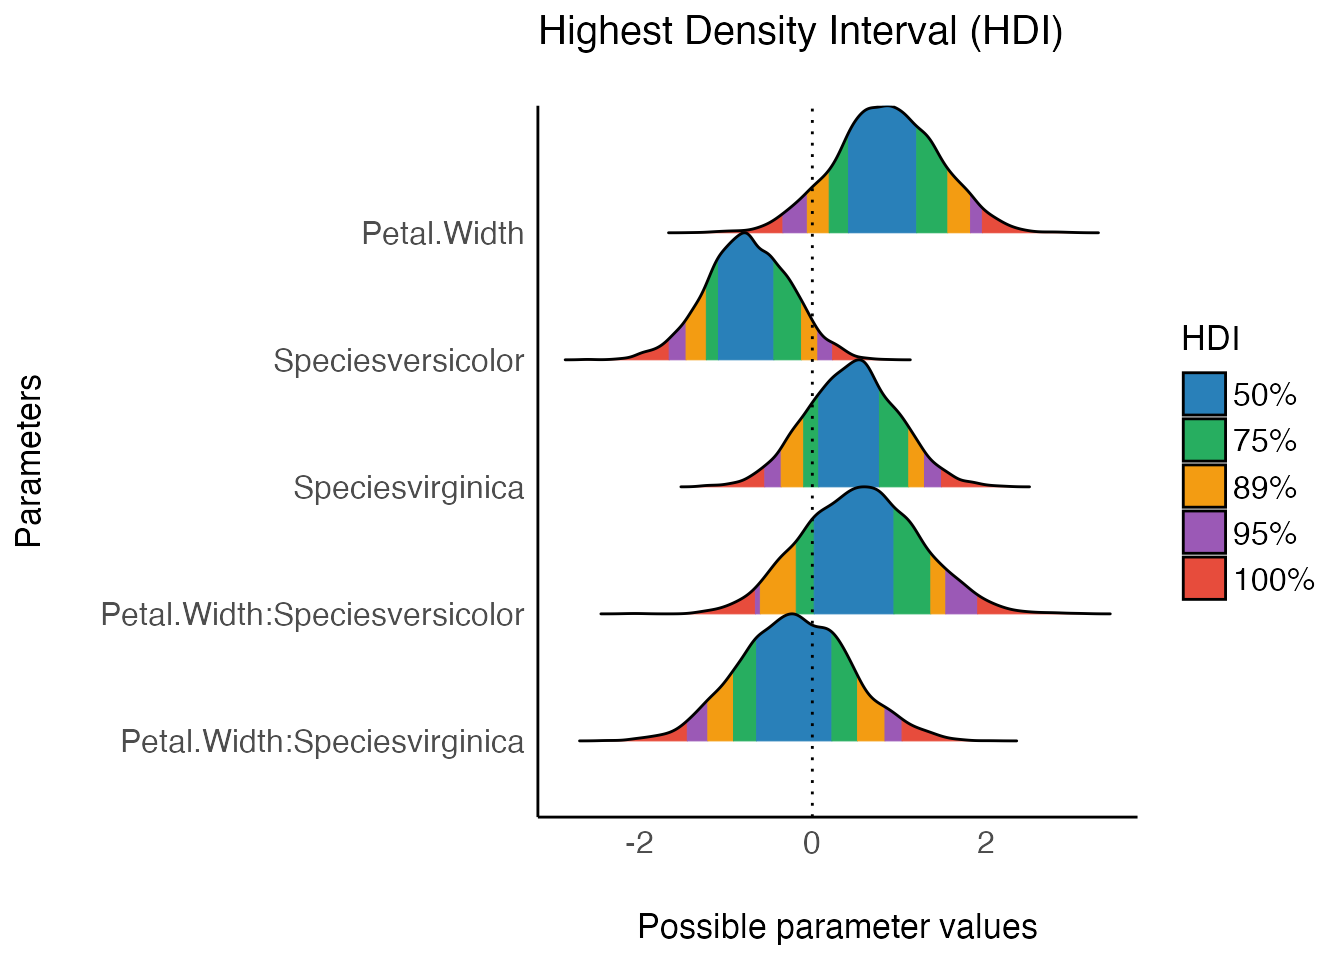 Highest Density Interval (HDI)
Parameters
Petal.Width
Speciesversicolor
Speciesvirginica
Petal.Width:Speciesversicolor
Petal.Width:Speciesvirginica
-2
0
2
Possible parameter values
HDI
50%
75%
89%
95%
100%